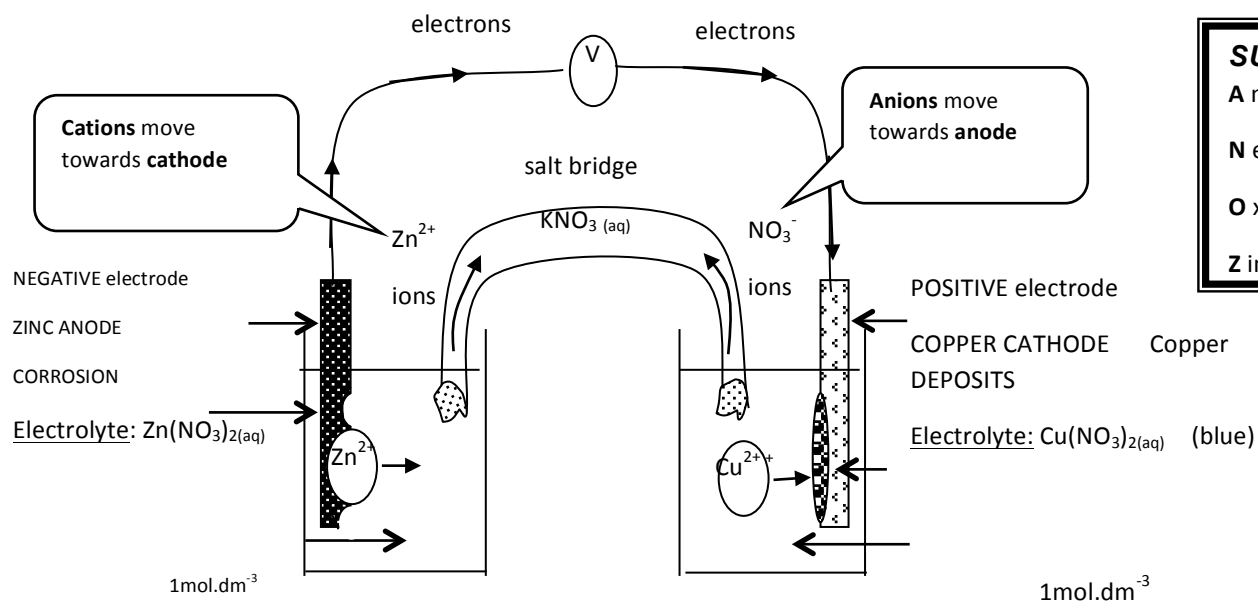 electrons
electrons
V
Cations move
towards cathode
Anions move
towards anode
salt bridge
KNO₃ (aq)
Zn²⁺
NO₃⁻
ions
ions
NEGATIVE electrode
ZINC ANODE
CORROSION
Electrolyte: Zn(NO₃)₂(aq)
Zn²⁺
Cu²⁺⁺
POSITIVE electrode
COPPER CATHODE Copper
DEPOSITS
Electrolyte: Cu(NO₃)₂(aq) (blue)
1mol.dm⁻³
1mol.dm⁻³
A
N
O
Z